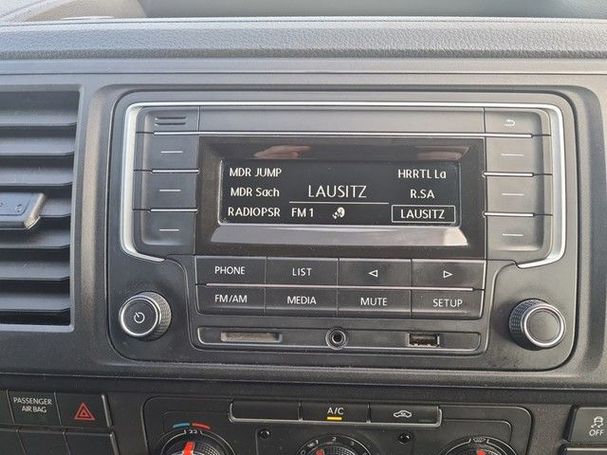 MDR JUMP
HRRTL La
MDR Sach
LAUSITZ
R.SA
RADIOPSR
FM 1
LAUSITZ
PHONE
LIST
FM/AM
MEDIA
MUTE
SETUP
PASSENGER
AIR BAG
A/C
OFF
22